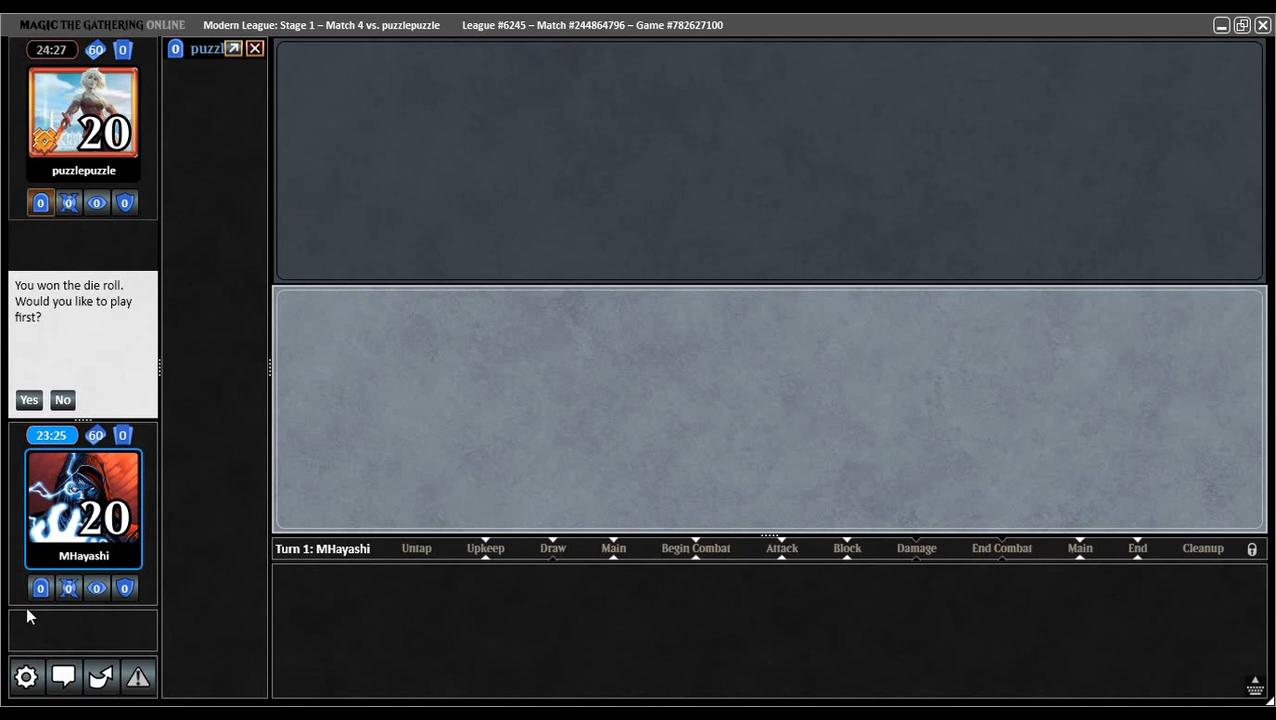 MAGIC THE GATHERING ONLINE Modern League: Stage 1 – Match 4 vs. puzzlepuzzle League #6245 – Match #244864796 – Game #782627100
24:27 60 0
20
puzzlepuzzle
0 0 0 0
0 puzzl
You won the die roll.
Would you like to play
first?
Yes No
23:25 60 0
20
MHayashi
0 0 0 0
Turn 1: MHayashi Untap Upkeep Draw Main Begin Combat Attack Block Damage End Combat Main End Cleanup